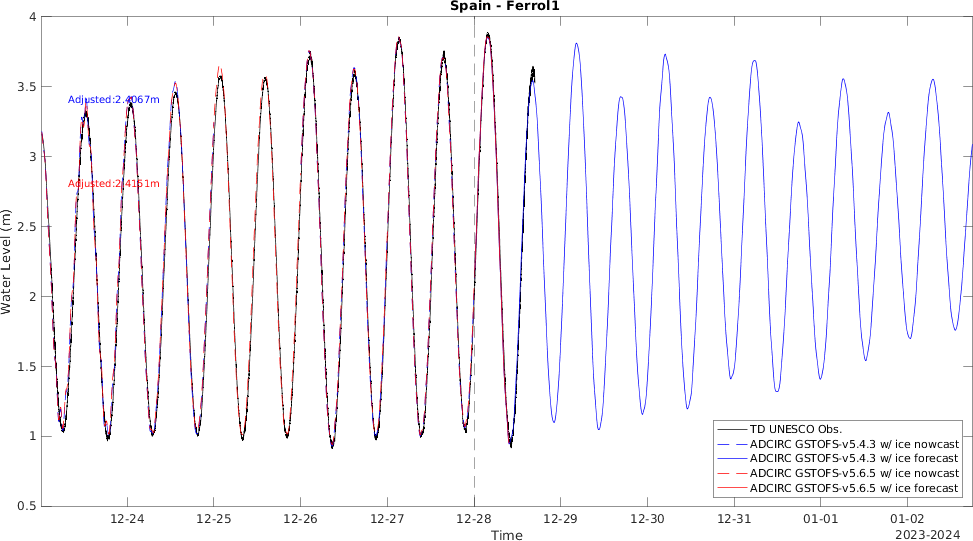 Spain - Ferrol1
4
3.5
3
2.5
2
1.5
1
0.5
Water Level (m)
Adjusted:2.4067m
Adjusted:2.4151m
TD UNESCO Obs.
ADCIRC GSTOFS-v5.4.3 w/ ice nowcast
ADCIRC GSTOFS-v5.4.3 w/ ice forecast
ADCIRC GSTOFS-v5.6.5 w/ ice nowcast
ADCIRC GSTOFS-v5.6.5 w/ ice forecast
12-24 12-25 12-26 12-27 12-28 12-29 12-30 12-31 01-01 01-02
Time
2023-2024